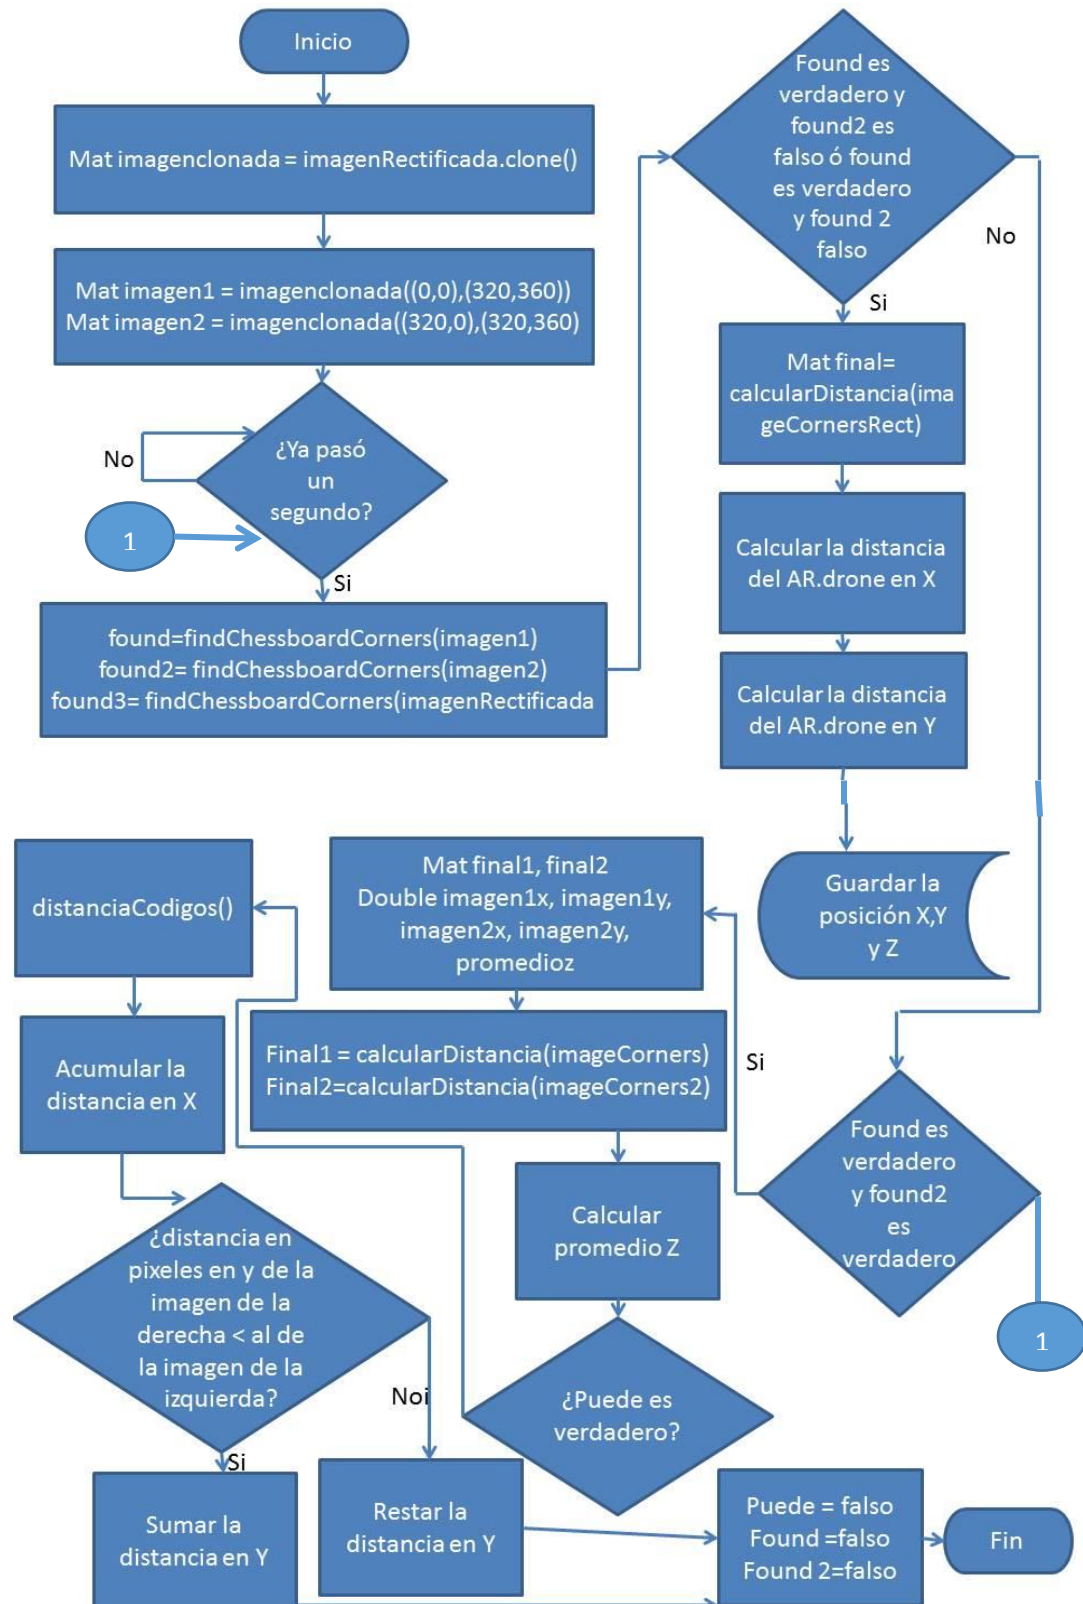 Inicio
Mat imagenclonada = imagenRectificada.clone()
Mat imagen1 = imagenclonada((0,0),(320,360))
Mat imagen2 = imagenclonada((320,0),(320,360)
¿Ya pasó
un
segundo?
No
1
Si
found=findChessboardCorners(imagen1)
found2= findChessboardCorners(imagen2)
found3= findChessboardCorners(imagenRectificada
Found es
verdadero y
found2 es
falso ó found
es verdadero
y found 2
falso
No
Si
Mat final=
calcularDistancia(ima
geCornersRect)
Calcular la distancia
del AR.drone en X
Calcular la distancia
del AR.drone en Y
Guardar la
posición X,Y
y Z
Found es
verdadero
y found2
es
verdadero
1
Si
Mat final1, final2
Double imagen1x, imagen1y,
imagen2x, imagen2y,
promedioz
Final1 = calcularDistancia(imageCorners)
Final2=calcularDistancia(imageCorners2)
Calcular
promedio Z
¿Puede es
verdadero?
distanciaCodigos()
Acumular la
distancia en X
¿distancia en
pixeles en y de la
imagen de la
derecha < al de
la imagen de la
izquierda?
Noi
Si
Sumar la
distancia en Y
Restar la
distancia en Y
Puede = falso
Found =falso
Found 2=falso
Fin